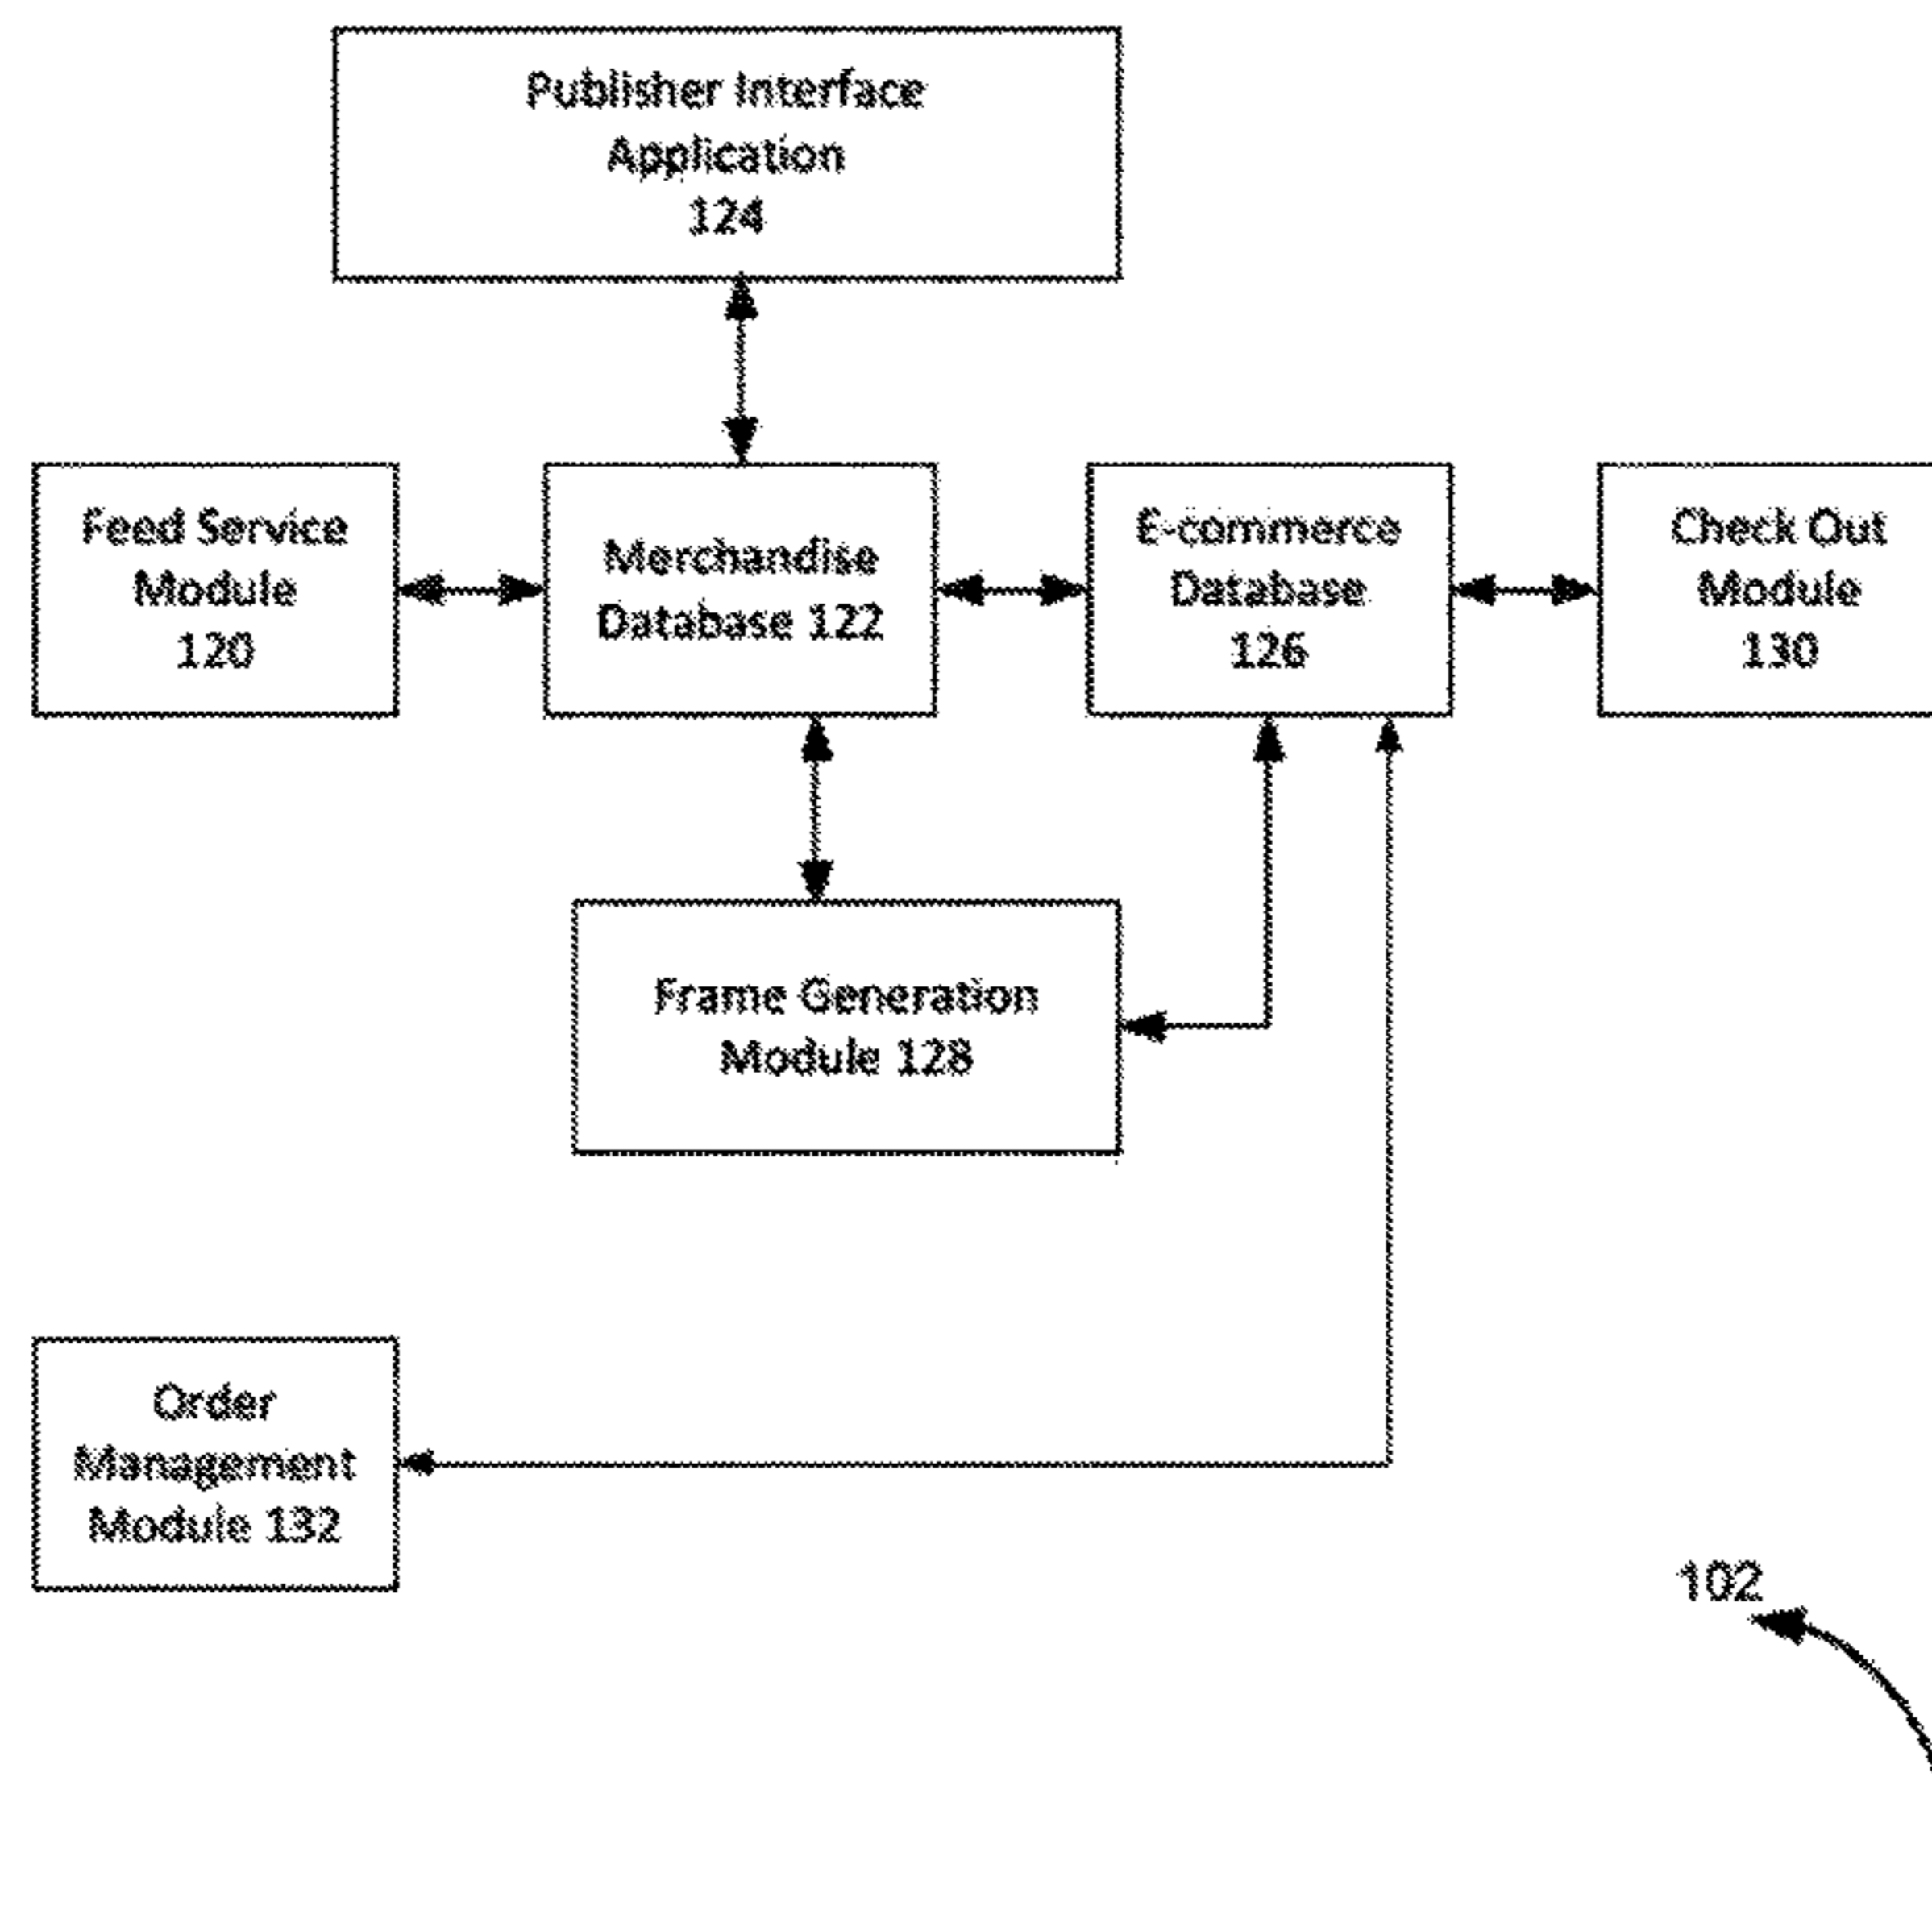 Publisher Interface
Application
124
Feed Service
Module
120
Merchandise
Database 122
E-commerce
Database
126
Check Out
Module
130
Frame Generation
Module 128
Order
Management
Module 132
102